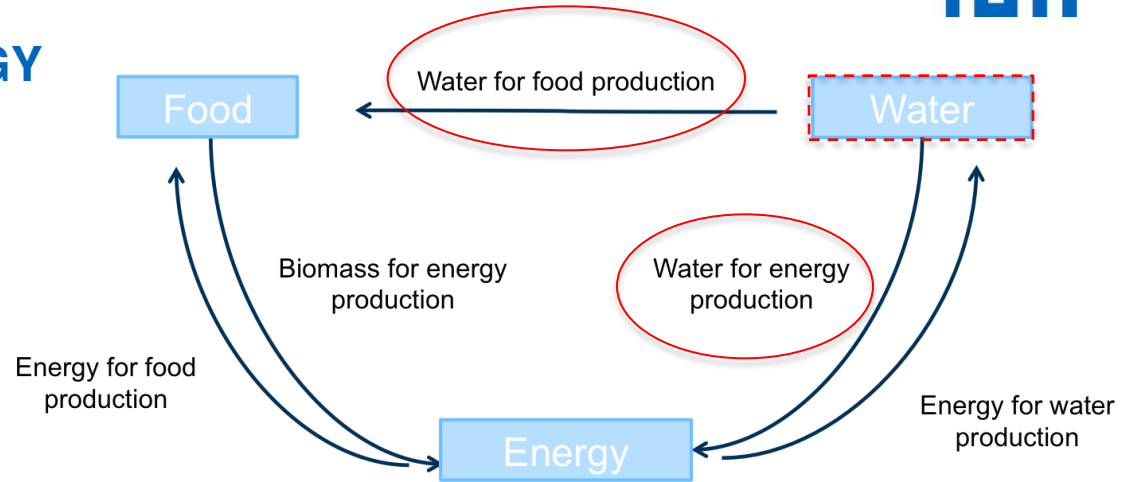 GY
Water for food production
Food
Water
Biomass for energy
production
Water for energy
production
Energy for food
production
Energy for water
production
Energy